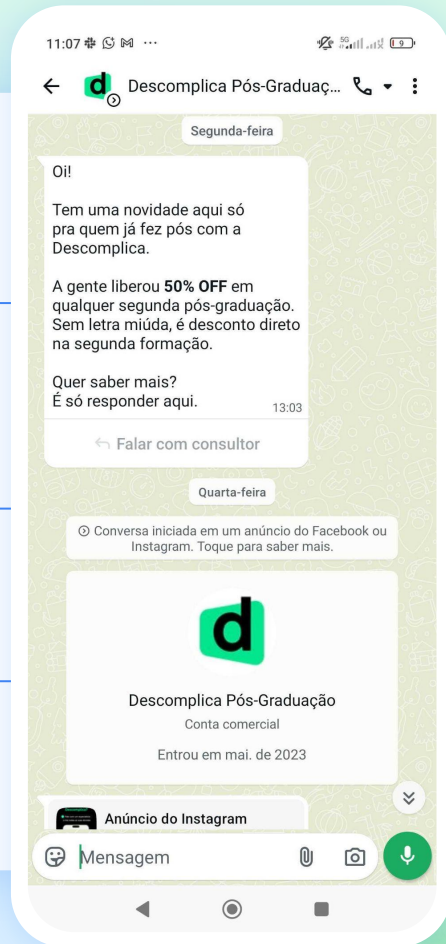 11:07
5G
19
Descomplica Pós-Graduaç...
Segunda-feira
Oi!
Tem uma novidade aqui só
pra quem já fez pós com a
Descomplica.
A gente liberou 50% OFF em
qualquer segunda pós-graduação.
Sem letra miúda, é desconto direto
na segunda formação.
Quer saber mais?
É só responder aqui.
13:03
Falar com consultor
Quarta-feira
Conversa iniciada em um anúncio do Facebook ou
Instagram. Toque para saber mais.
d
Descomplica Pós-Graduação
Conta comercial
Entrou em mai. de 2023
Anúncio do Instagram
Mensagem